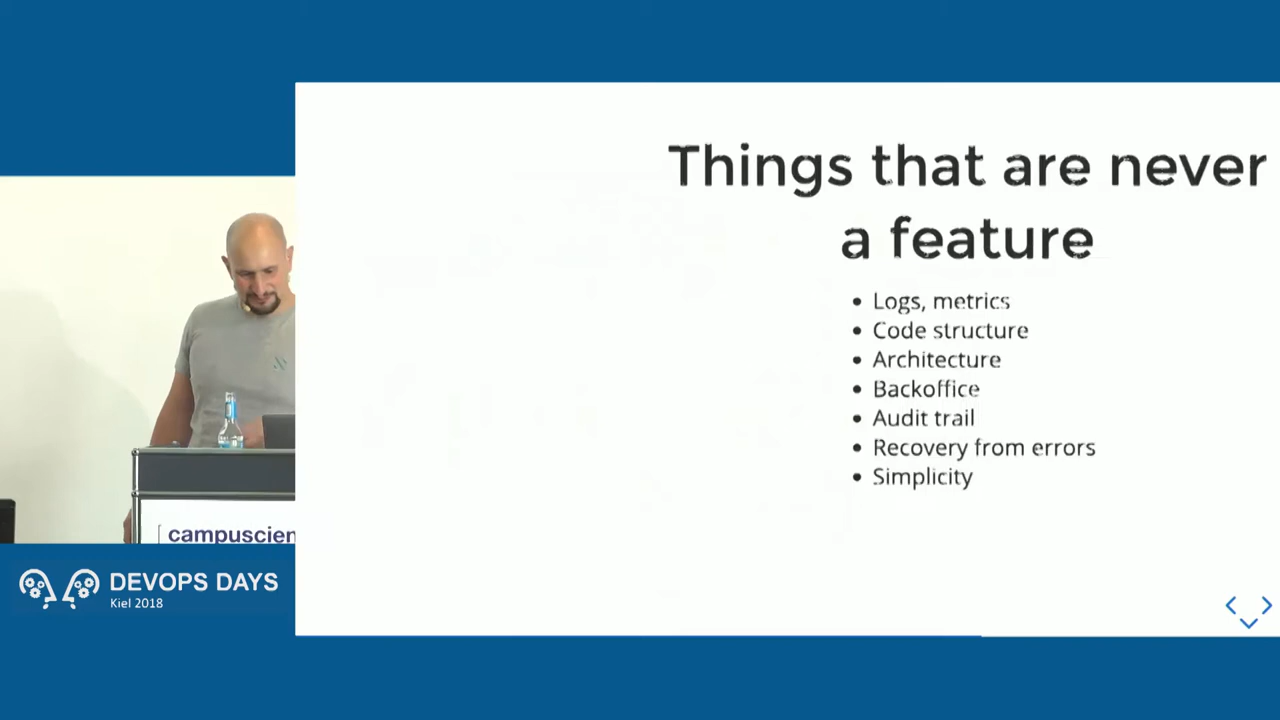 Things that are never
a feature
Logs, metrics
Code structure
Architecture
Backoffice
Audit trail
Recovery from errors
Simplicity
campusscien
DEVOPS DAYS
Kiel 2018